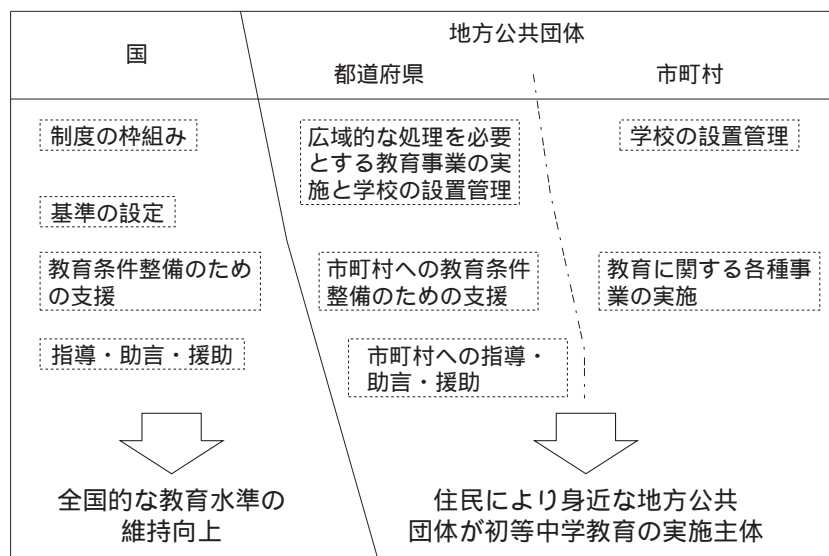 国
地方公共団体
都道府県
市町村
制度の枠組み
基準の設定
教育条件整備のため
の支援
指導・助言・援助
広域的な処理を必要
とする教育事業の実
施と学校の設置管理
市町村への教育条件
整備のための支援
市町村への指導・
助言・援助
学校の設置管理
教育に関する各種事
業の実施
全国的な教育水準の
維持向上
住民により身近な地方公共
団体が初等中学教育の実施主体